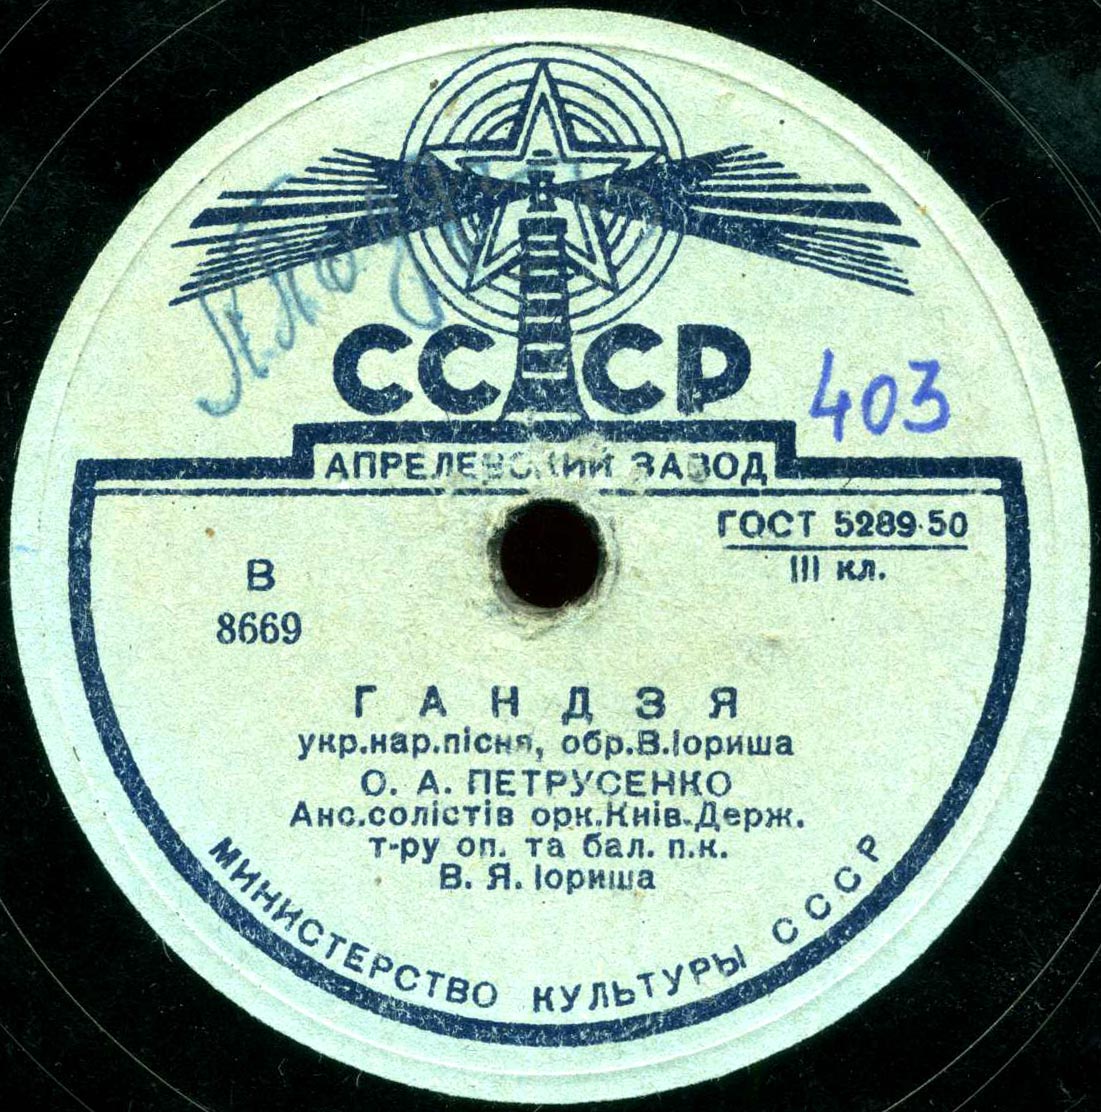 СССР
403
АПРЕЛЕВСКИЙ ЗАВОД
ГОСТ 5289-50
III кл.
В
8669
ГАНДЗЯ
укр.нар.пісня, обр.В.Іориша
О. А. ПЕТРУСЕНКО
Анс.солістів орк.Київ.Держ.
т-ру оп. та бал. п.к.
В. Я. Іориша
МИНИСТЕРСТВО КУЛЬТУРЫ СССР